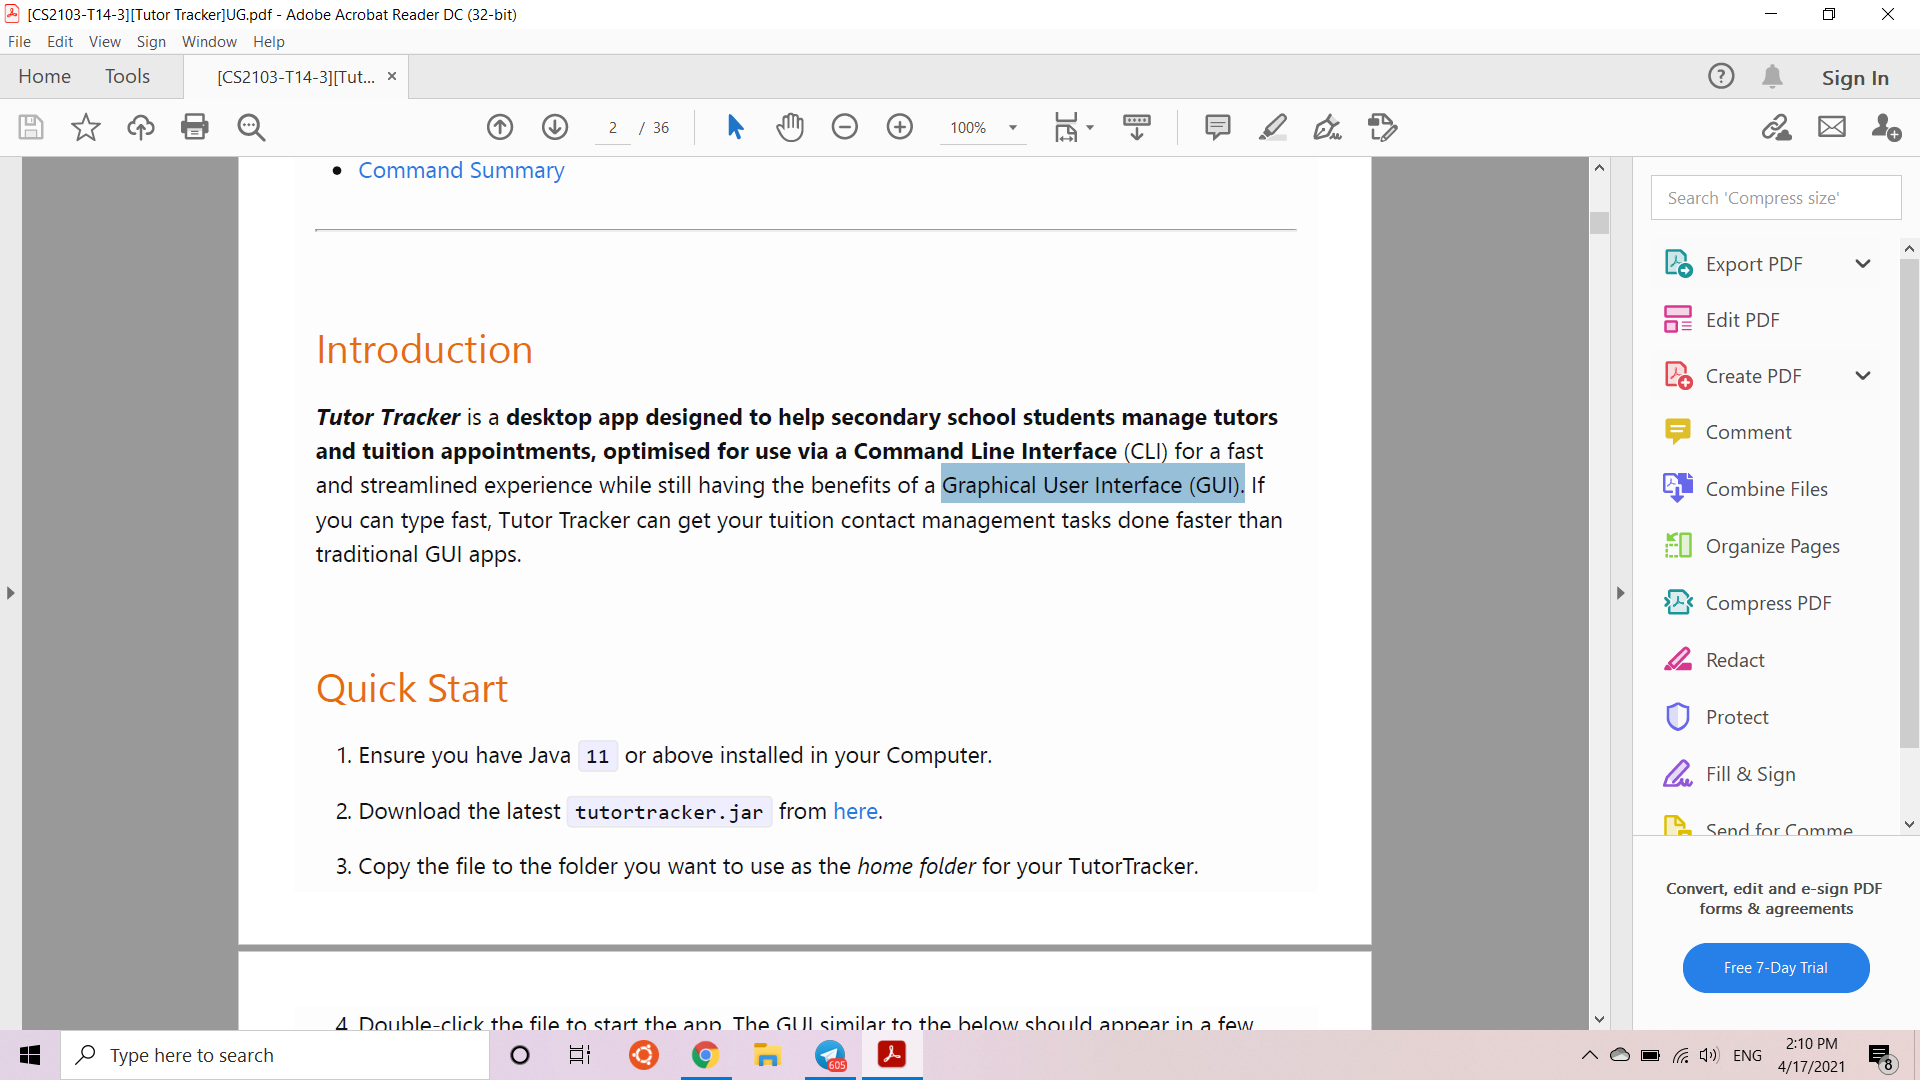 [CS2103-T14-3][Tutor Tracker]UG.pdf - Adobe Acrobat Reader DC (32-bit)
File Edit View Sign Window Help
Home Tools [CS2103-T14-3][Tut... × Sign In
2 / 36 100%
• Command Summary
Introduction
Tutor Tracker is a desktop app designed to help secondary school students manage tutors
and tuition appointments, optimised for use via a Command Line Interface (CLI) for a fast
and streamlined experience while still having the benefits of a Graphical User Interface (GUI). If
you can type fast, Tutor Tracker can get your tuition contact management tasks done faster than
traditional GUI apps.
Quick Start
1. Ensure you have Java 11 or above installed in your Computer.
2. Download the latest tutortracker.jar from here.
3. Copy the file to the folder you want to use as the home folder for your TutorTracker.
4. Double-click the file to start the app. The GUI similar to the below should appear in a few
Search 'Compress size'
Export PDF
Edit PDF
Create PDF
Comment
Combine Files
Organize Pages
Compress PDF
Redact
Protect
Fill & Sign
Send for Comme
Convert, edit and e-sign PDF
forms & agreements
Free 7-Day Trial
Type here to search
605
ENG
2:10 PM
4/17/2021
8